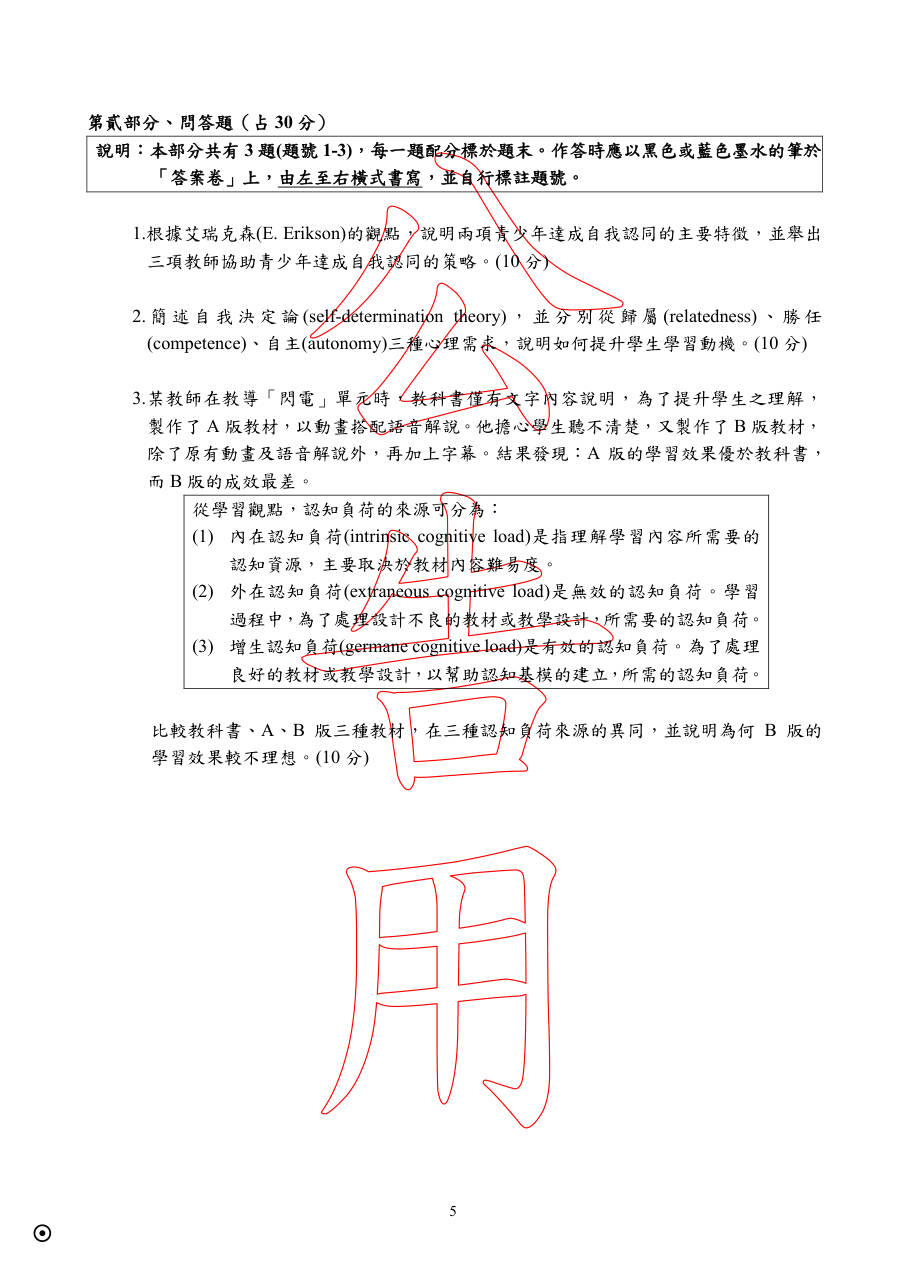 第貳部分、問答題（占 30 分）
說明：本部分共有 3 題(題號 1-3)，每一題配分標於題末。作答時應以黑色或藍色墨水的筆於
「答案卷」上，由左至右橫式書寫，並自行標註題號。
1.根據艾瑞克森(E. Erikson)的觀點，說明兩項青少年達成自我認同的主要特徵，並舉出
三項教師協助青少年達成自我認同的策略。(10 分)
2. 簡述自我決定論(self-determination theory)，並分別從歸屬(relatedness)、勝任
(competence)、自主(autonomy)三種心理需求，說明如何提升學生學習動機。(10 分)
3.某教師在教導「閃電」單元時，教科書僅有文字內容說明，為了提升學生之理解，
製作了 A 版教材，以動畫搭配語音解說。他擔心學生聽不清楚，又製作了 B 版教材，
除了原有動畫及語音解說外，再加上字幕。結果發現：A 版的學習效果優於教科書，
而 B 版的成效最差。
從學習觀點，認知負荷的來源可分為：
(1) 內在認知負荷(intrinsic cognitive load)是指理解學習內容所需要的
認知資源，主要取決於教材內容難易度。
(2) 外在認知負荷(extraneous cognitive load)是無效的認知負荷。學習
過程中，為了處理設計不良的教材或教學設計，所需要的認知負荷。
(3) 增生認知負荷(germane cognitive load)是有效的認知負荷。為了處理
良好的教材或教學設計，以幫助認知基模的建立，所需的認知負荷。
比較教科書、A、B 版三種教材，在三種認知負荷來源的異同，並說明為何 B 版的
學習效果較不理想。(10 分)
公
告
用
5